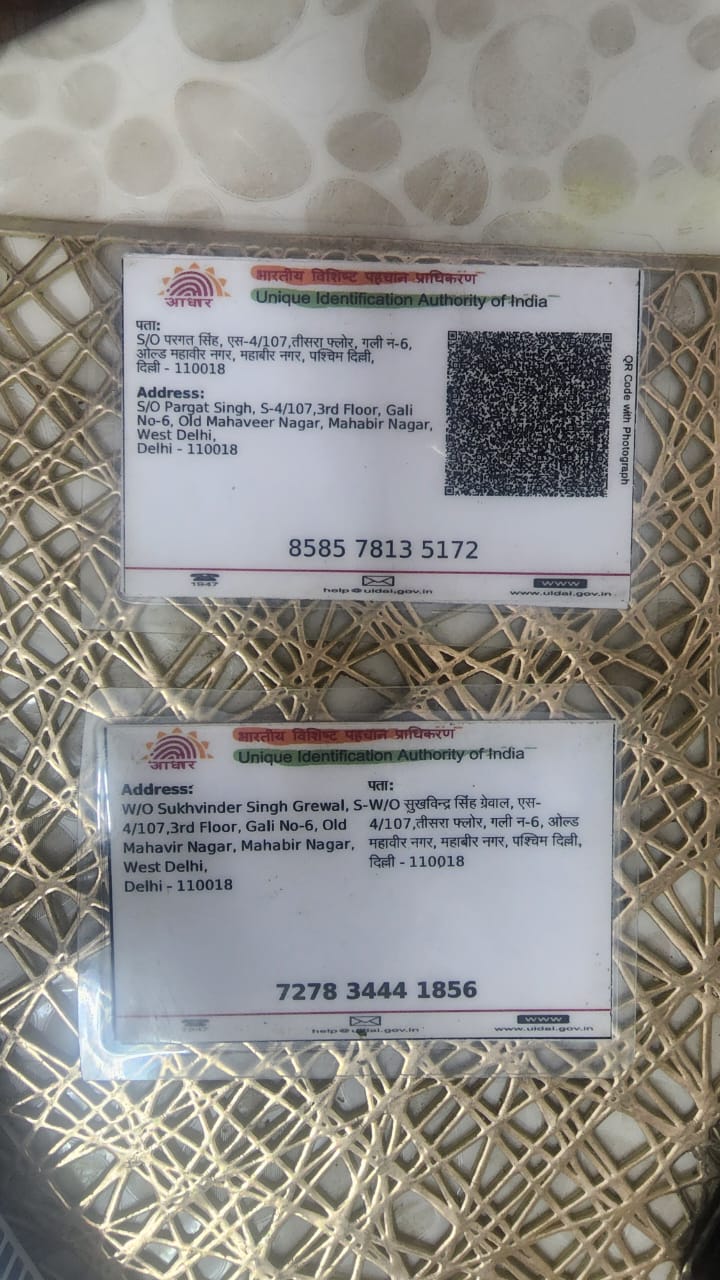 आधार
भारतीय विशिष्ट पहचान प्राधिकरण
Unique Identification Authority of India
पता:
S/O परगत सिंह, एस-4/107,तीसरा फ्लोर, गली न-6,
ओल्ड महावीर नगर, महाबीर नगर, पश्चिम दिल्ली,
दिल्ली - 110018
Address:
S/O Pargat Singh, S-4/107,3rd Floor, Gali
No-6, Old Mahaveer Nagar, Mahabir Nagar,
West Delhi,
Delhi - 110018
QR Code with Photograph
8585 7813 5172
1947
help@uidai.gov.in
www
www.uidai.gov.in
आधार
भारतीय विशिष्ट पहचान प्राधिकरण
Unique Identification Authority of India
Address:
W/O Sukhvinder Singh Grewal, S-
4/107,3rd Floor, Gali No-6, Old
Mahavir Nagar, Mahabir Nagar,
West Delhi,
Delhi - 110018
पता:
W/O सुखविन्द्र सिंह ग्रेवाल, एस-
4/107,तीसरा फ्लोर, गली न-6, ओल्ड
महावीर नगर, महाबीर नगर, पश्चिम दिल्ली,
दिल्ली - 110018
7278 3444 1856
1947
help@uidai.gov.in
www
www.uidai.gov.in